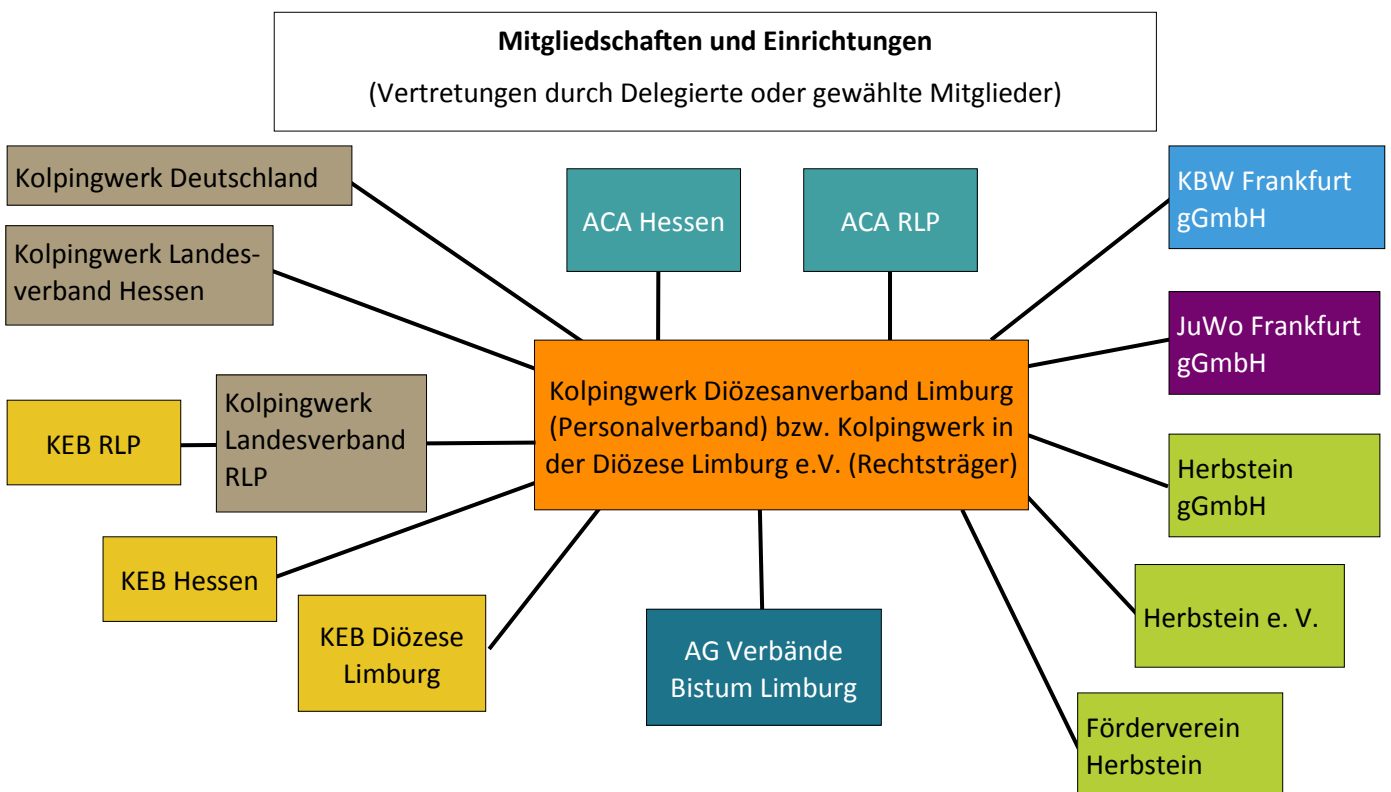 Mitgliedschaften und Einrichtungen
(Vertretungen durch Delegierte oder gewählte Mitglieder)
Kolpingwerk Deutschland
Kolpingwerk Landes-
verband Hessen
ACA Hessen
ACA RLP
KBW Frankfurt
gGmbH
JuWo Frankfurt
gGmbH
KEB RLP
Kolpingwerk
Landesverband
RLP
Kolpingwerk Diözesanverband Limburg
(Personalverband) bzw. Kolpingwerk in
der Diözese Limburg e.V. (Rechtsträger)
Herbstein
gGmbH
KEB Hessen
KEB Diözese
Limburg
AG Verbände
Bistum Limburg
Herbstein e. V.
Förderverein
Herbstein